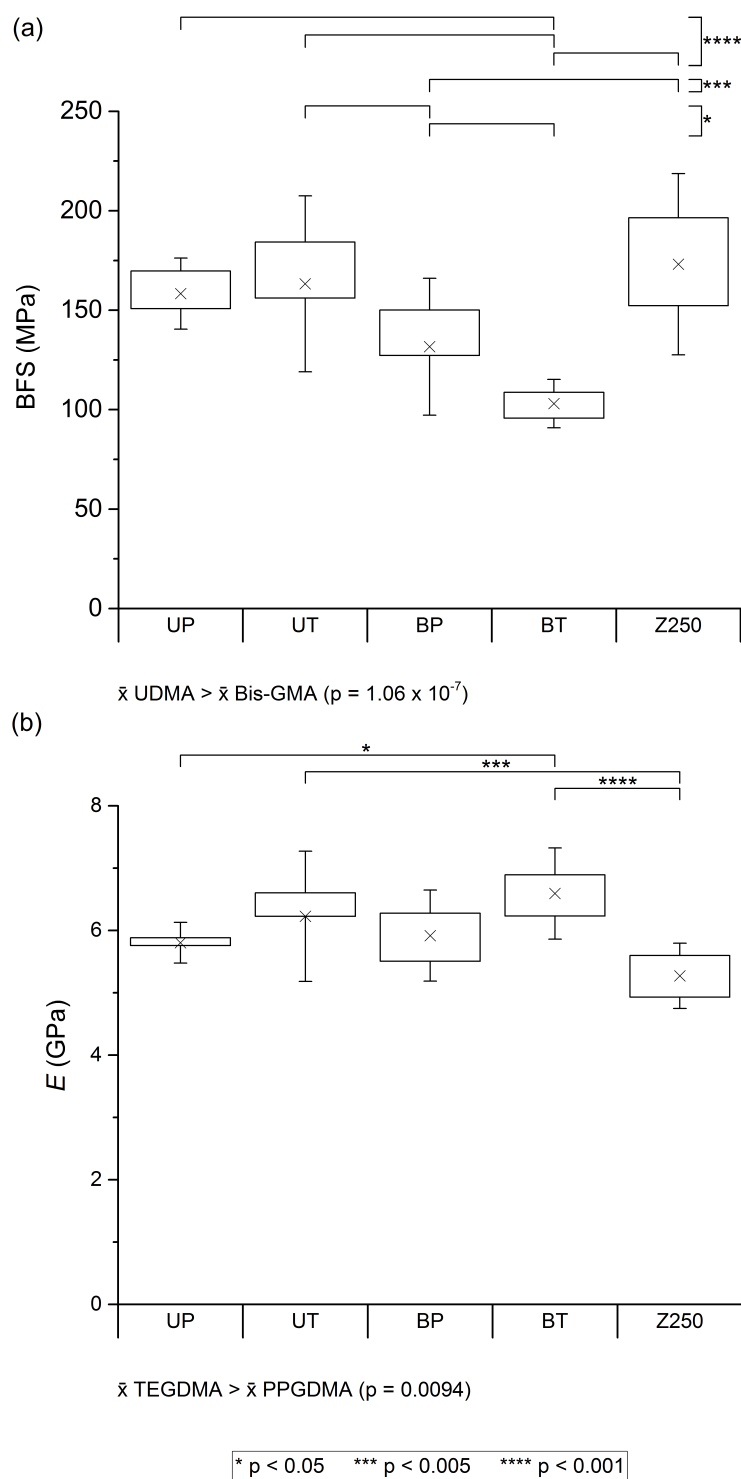 (a)
****
***
*
250
200
150
100
50
0
BFS (MPa)
UP UT BP BT Z250
x̄ UDMA > x̄ Bis-GMA (p = 1.06 x 10⁻⁷)
(b)
*
***
****
8
6
4
2
0
E (GPa)
UP UT BP BT Z250
x̄ TEGDMA > x̄ PPGDMA (p = 0.0094)
* p < 0.05 *** p < 0.005 **** p < 0.001